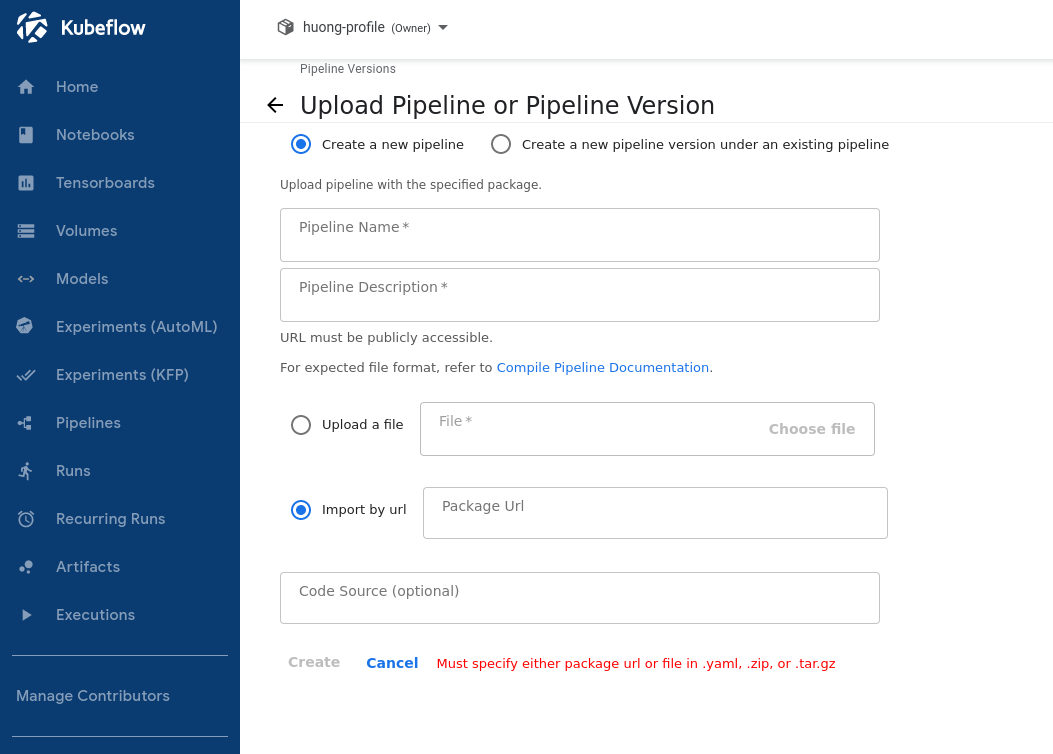 Kubeflow
Home
Notebooks
Tensorboards
Volumes
Models
Experiments (AutoML)
Experiments (KFP)
Pipelines
Runs
Recurring Runs
Artifacts
Executions
Manage Contributors
huong-profile (Owner)
Pipeline Versions
Upload Pipeline or Pipeline Version
Create a new pipeline Create a new pipeline version under an existing pipeline
Upload pipeline with the specified package.
Pipeline Name *
Pipeline Description *
URL must be publicly accessible.
For expected file format, refer to Compile Pipeline Documentation.
Upload a file File * Choose file
Import by url Package Url
Code Source (optional)
Create Cancel Must specify either package url or file in .yaml, .zip, or .tar.gz